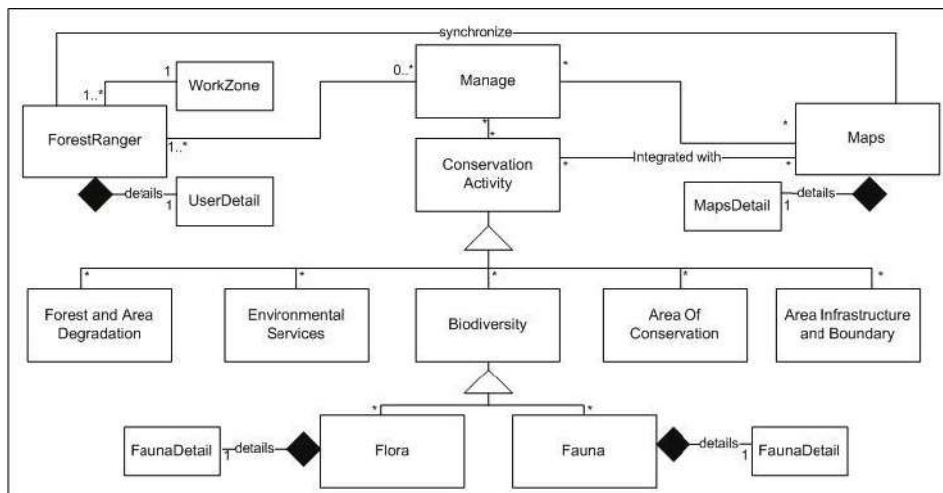 synchronize
0..*
Manage
*
1
WorkZone
1..*
ForestRanger
1..*
*
Maps
*
*
Conservation
Activity
*
Integrated with
*
details
1
UserDetail
MapsDetail
details
1
*
*
*
*
*
Forest and Area
Degradation
Environmental
Services
Biodiversity
Area Of
Conservation
Area Infrastructure
and Boundary
*
*
FaunaDetail
details
1
Flora
Fauna
details
1
FaunaDetail